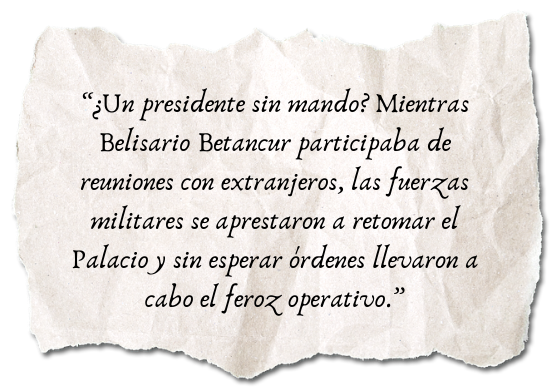 “¿Un presidente sin mando? Mientras
Belisario Betancur participaba de
reuniones con extranjeros, las fuerzas
militares se aprestaron a retomar el
Palacio y sin esperar órdenes llevaron a
cabo el feroz operativo.”